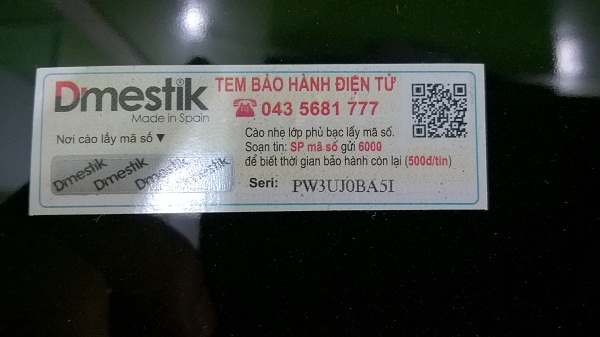 Dmestik®
Made in Spain
TEM BẢO HÀNH ĐIỆN TỬ
☎ 043 5681 777
Nơi cào lấy mã số ▼
Cào nhẹ lớp phủ bạc lấy mã số.
Soạn tin: SP mã số gửi 6000
để biết thời gian bảo hành còn lại (500đ/tin)
Dmestik Dmestik Dmestik Dmestik
Seri: PW3UJ0BA5I